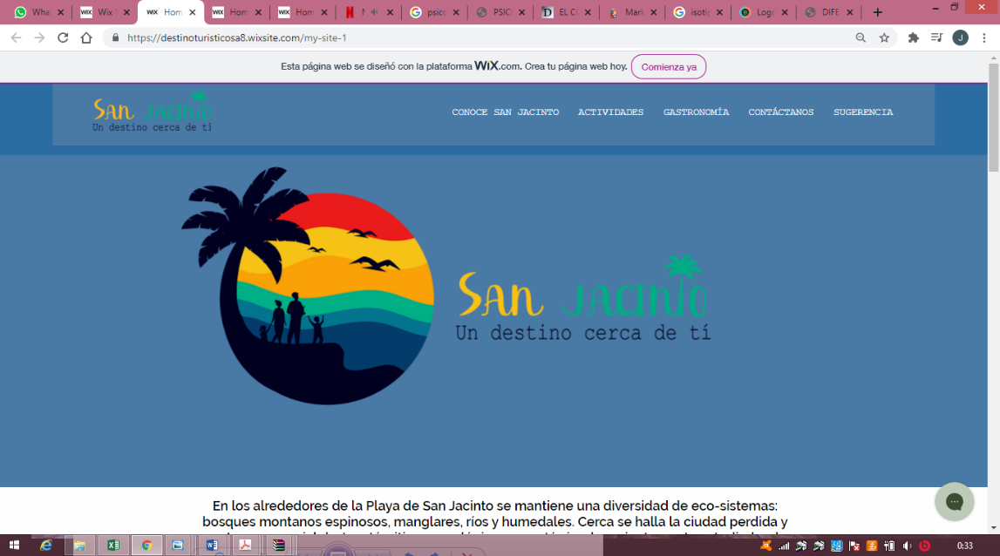 Wha
Wix
Hom
Hom
Hom
psico
PSIC
EL C
Mark
isotip
Logo
DIFE
https://destinoturisticosa8.wixsite.com/my-site-1
J
Esta página web se diseñó con la plataforma WiX.com. Crea tu página web hoy. Comienza ya
San Jacinto
Un destino cerca de tí
CONOCE SAN JACINTO ACTIVIDADES GASTRONOMÍA CONTÁCTANOS SUGERENCIA
San Jacinto
Un destino cerca de tí
En los alrededores de la Playa de San Jacinto se mantiene una diversidad de eco-sistemas:
bosques montanos espinosos, manglares, ríos y humedales. Cerca se halla la ciudad perdida y
0:33